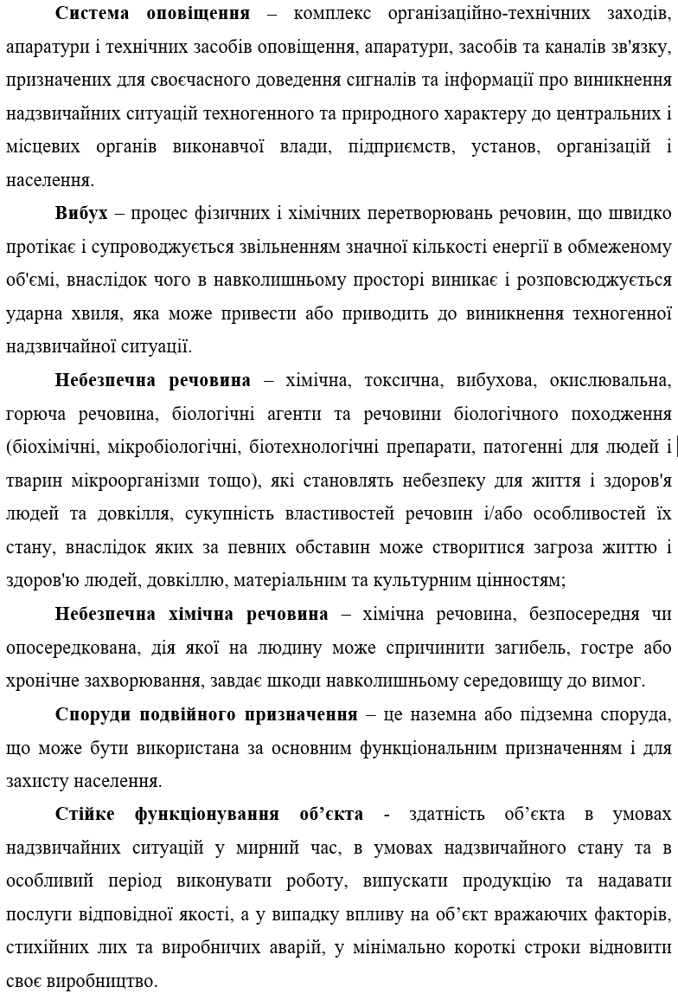 Система оповіщення – комплекс організаційно-технічних заходів,
апаратури і технічних засобів оповіщення, апаратури, засобів та каналів зв'язку,
призначених для своєчасного доведення сигналів та інформації про виникнення
надзвичайних ситуацій техногенного та природного характеру до центральних і
місцевих органів виконавчої влади, підприємств, установ, організацій і
населення.
Вибух – процес фізичних і хімічних перетворювань речовин, що швидко
протікає і супроводжується звільненням значної кількості енергії в обмеженому
об'ємі, внаслідок чого в навколишньому просторі виникає і розповсюджується
ударна хвиля, яка може привести або приводить до виникнення техногенної
надзвичайної ситуації.
Небезпечна речовина – хімічна, токсична, вибухова, окислювальна,
горюча речовина, біологічні агенти та речовини біологічного походження
(біохімічні, мікробіологічні, біотехнологічні препарати, патогенні для людей і
тварин мікроорганізми тощо), які становлять небезпеку для життя і здоров'я
людей та довкілля, сукупність властивостей речовин і/або особливостей їх
стану, внаслідок яких за певних обставин може створитися загроза життю і
здоров'ю людей, довкіллю, матеріальним та культурним цінностям;
Небезпечна хімічна речовина – хімічна речовина, безпосередня чи
опосередкована, дія якої на людину може спричинити загибель, гостре або
хронічне захворювання, завдає шкоди навколишньому середовищу до вимог.
Споруди подвійного призначення – це наземна або підземна споруда,
що може бути використана за основним функціональним призначенням і для
захисту населення.
Стійке функціонування об’єкта - здатність об’єкта в умовах
надзвичайних ситуацій у мирний час, в умовах надзвичайного стану та в
особливий період виконувати роботу, випускати продукцію та надавати
послуги відповідної якості, а у випадку впливу на об’єкт вражаючих факторів,
стихійних лих та виробничих аварій, у мінімально короткі строки відновити
своє виробництво.